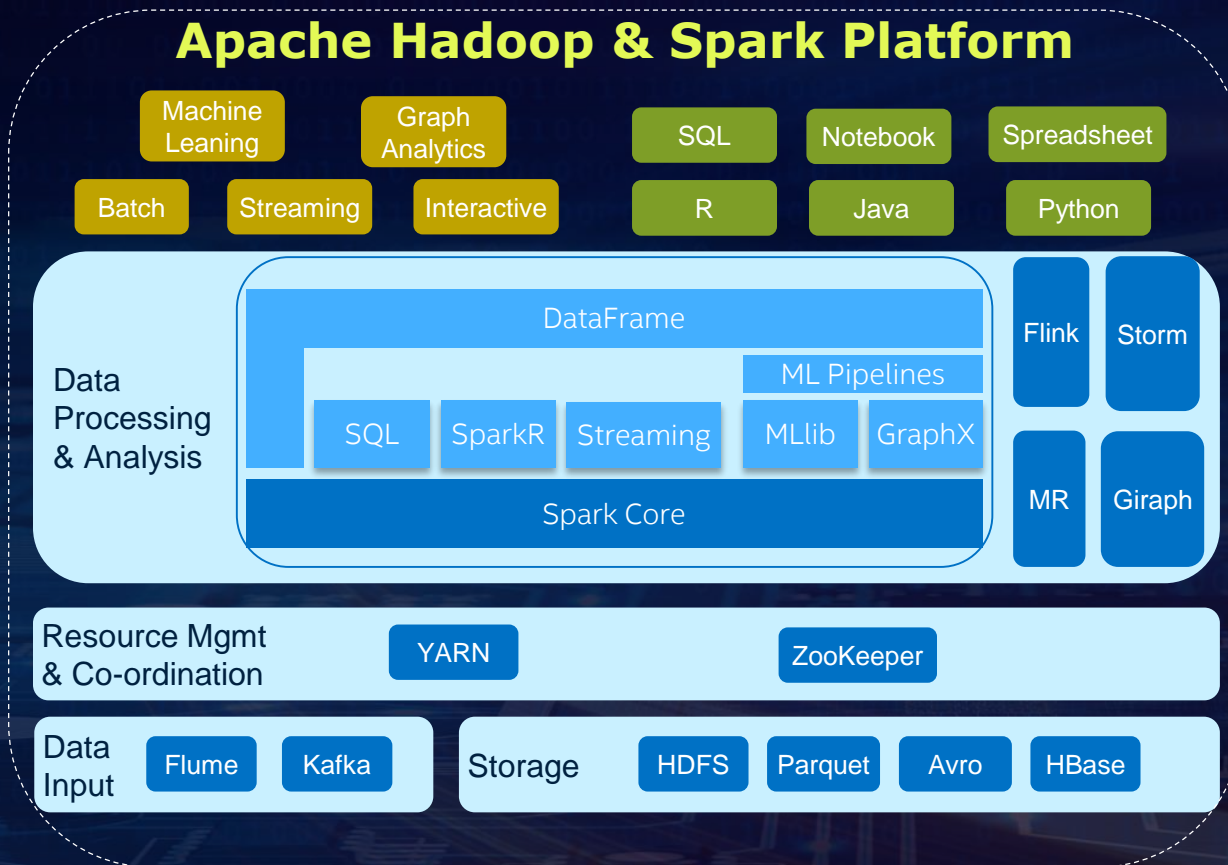 Apache Hadoop & Spark Platform
Machine
Leaning
Graph
Analytics
SQL
Notebook
Spreadsheet
Batch
Streaming
Interactive
R
Java
Python
Data
Processing
& Analysis
DataFrame
ML Pipelines
SQL
SparkR
Streaming
MLlib
GraphX
Spark Core
Flink
Storm
MR
Giraph
Resource Mgmt
& Co-ordination
YARN
ZooKeeper
Data
Input
Flume
Kafka
Storage
HDFS
Parquet
Avro
HBase